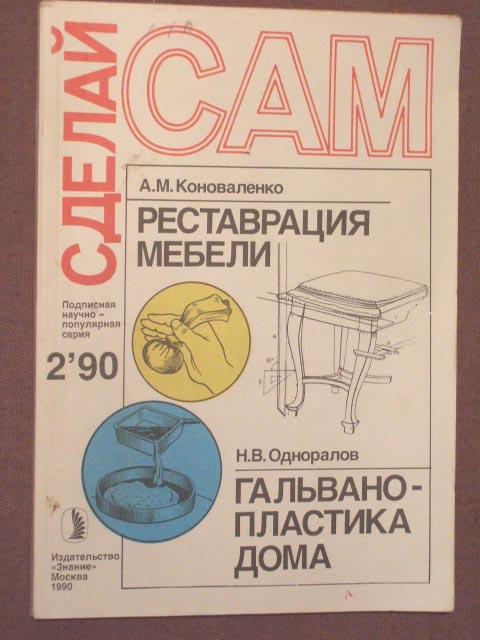 СДЕЛАЙ
САМ
А.М. Коноваленко
РЕСТАВРАЦИЯ
МЕБЕЛИ
Подписная
научно-
популярная
серия
2'90
Н.В. Одноралов
ГАЛЬВАНО-
ПЛАСТИКА
ДОМА
Издательство
«Знание»
Москва
1990